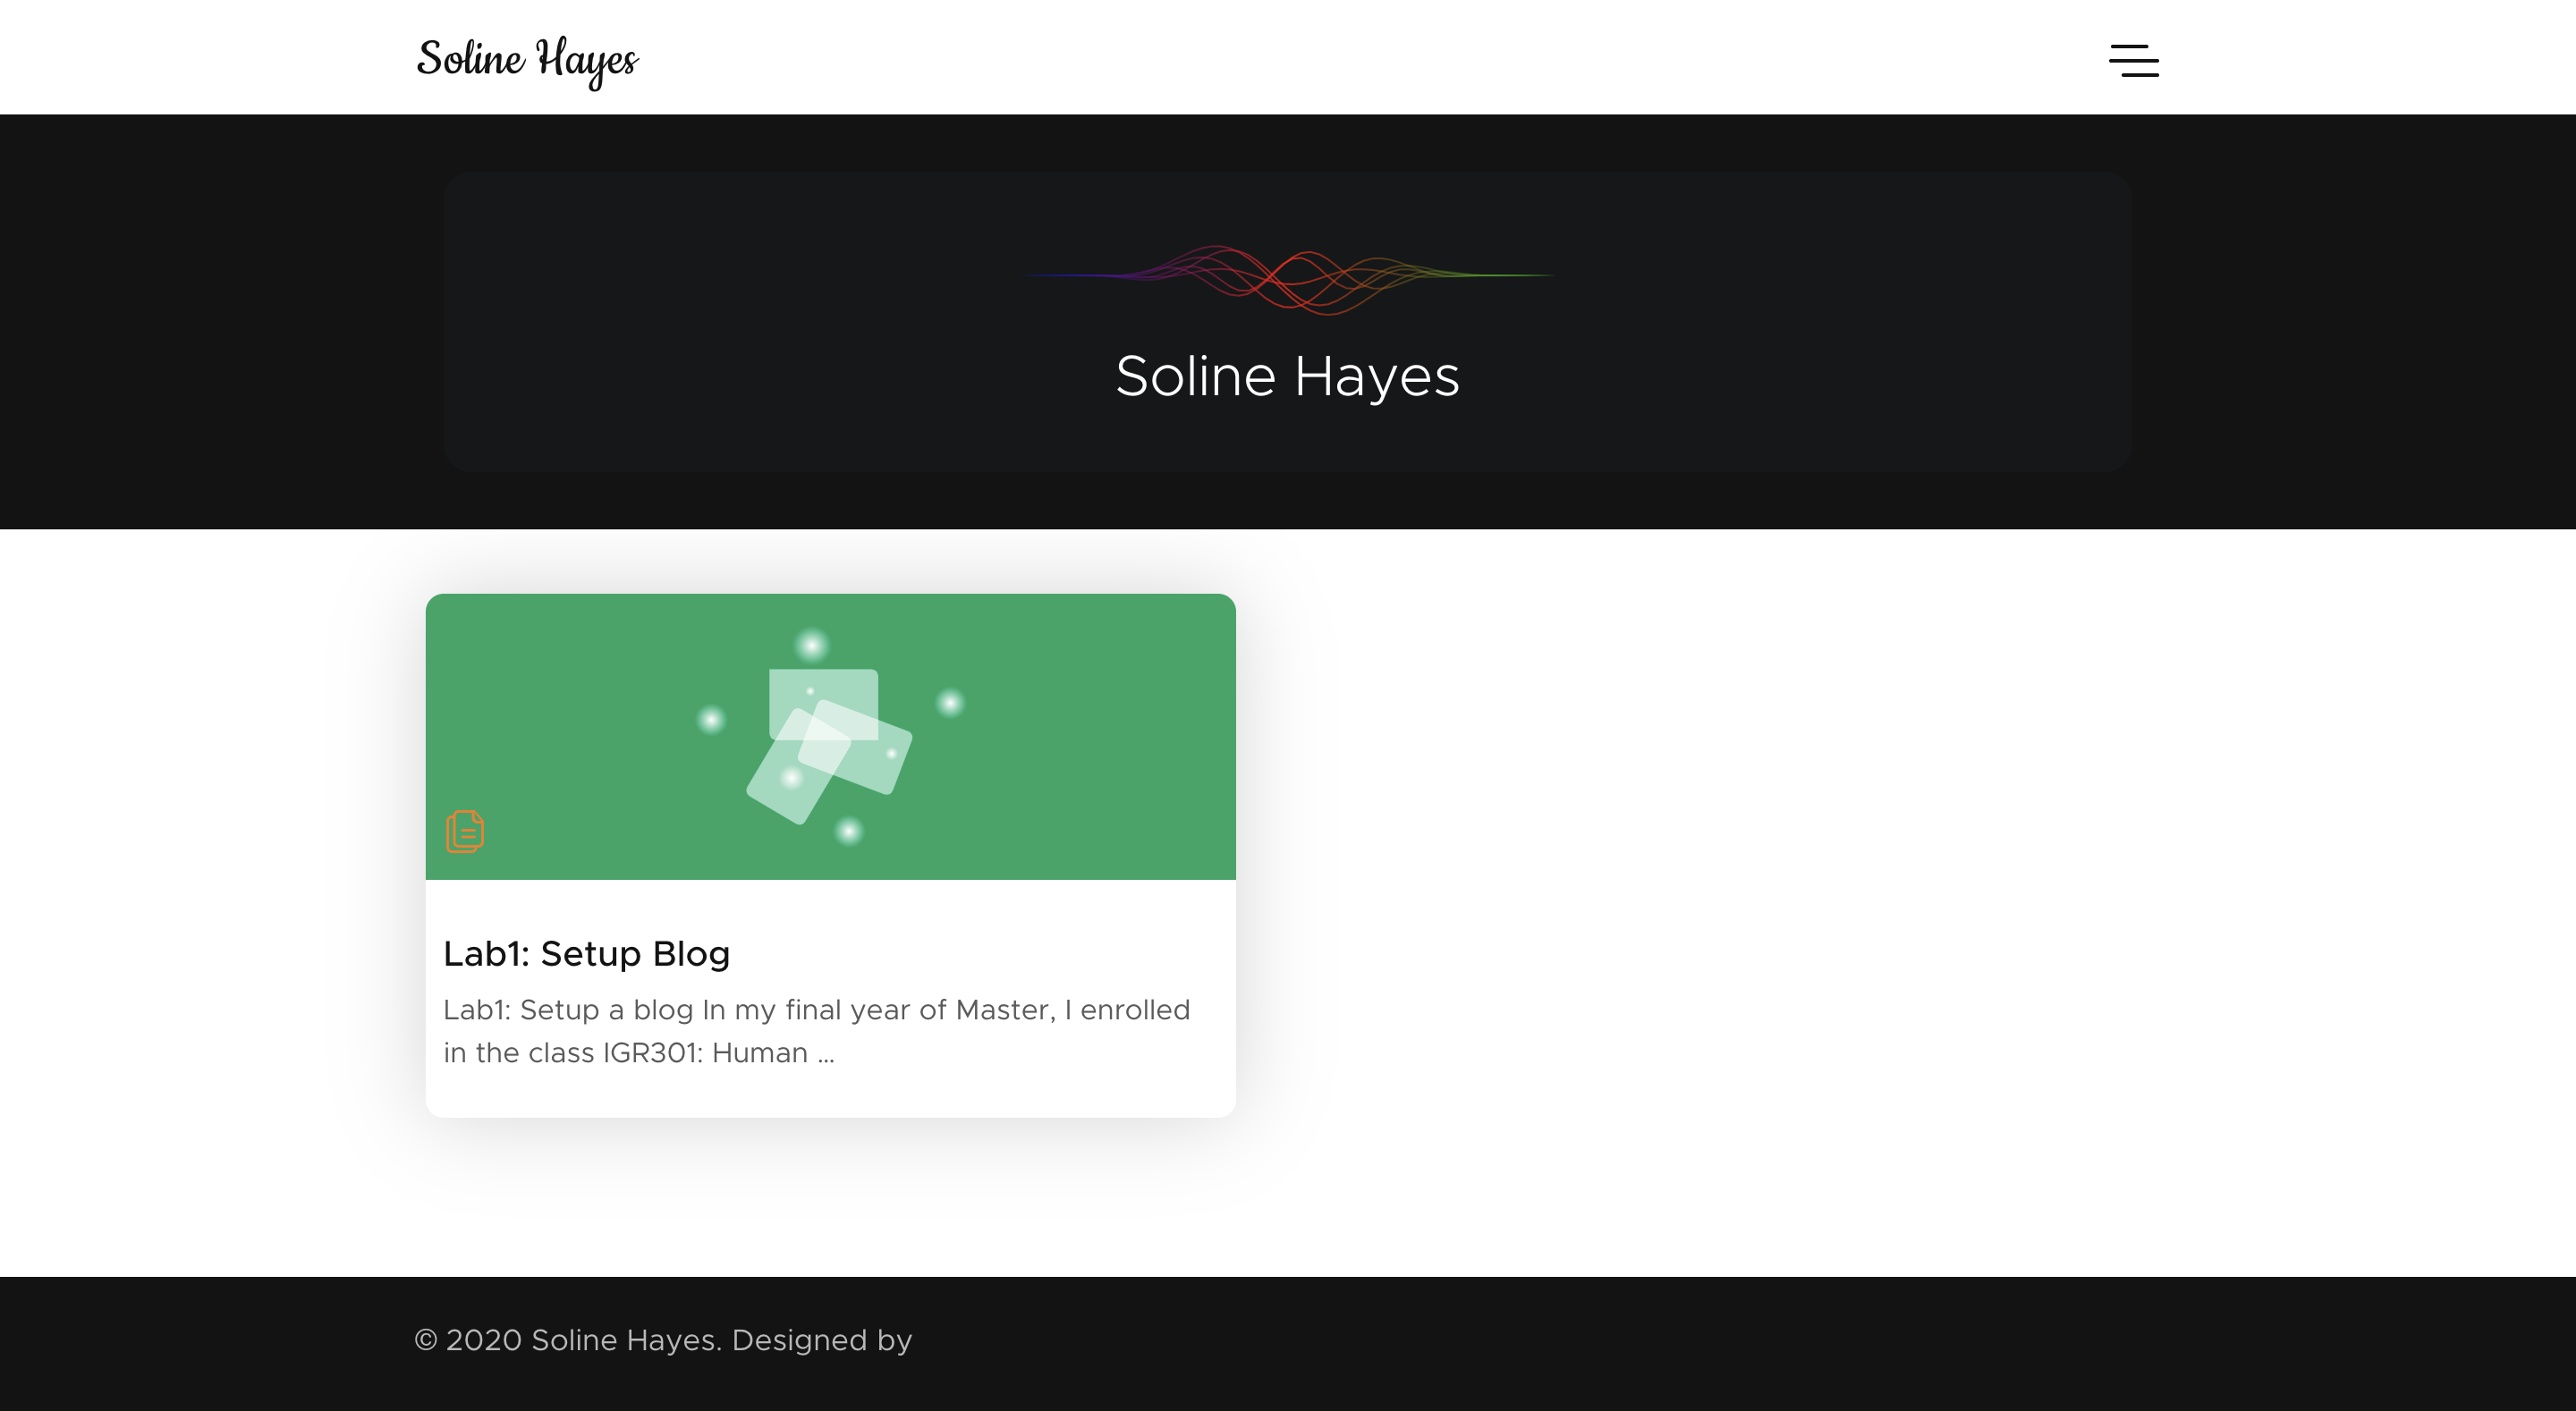 Soline Hayes
Soline Hayes
Lab1: Setup Blog
Lab1: Setup a blog In my final year of Master, I enrolled
in the class IGR301: Human ...
© 2020 Soline Hayes. Designed by